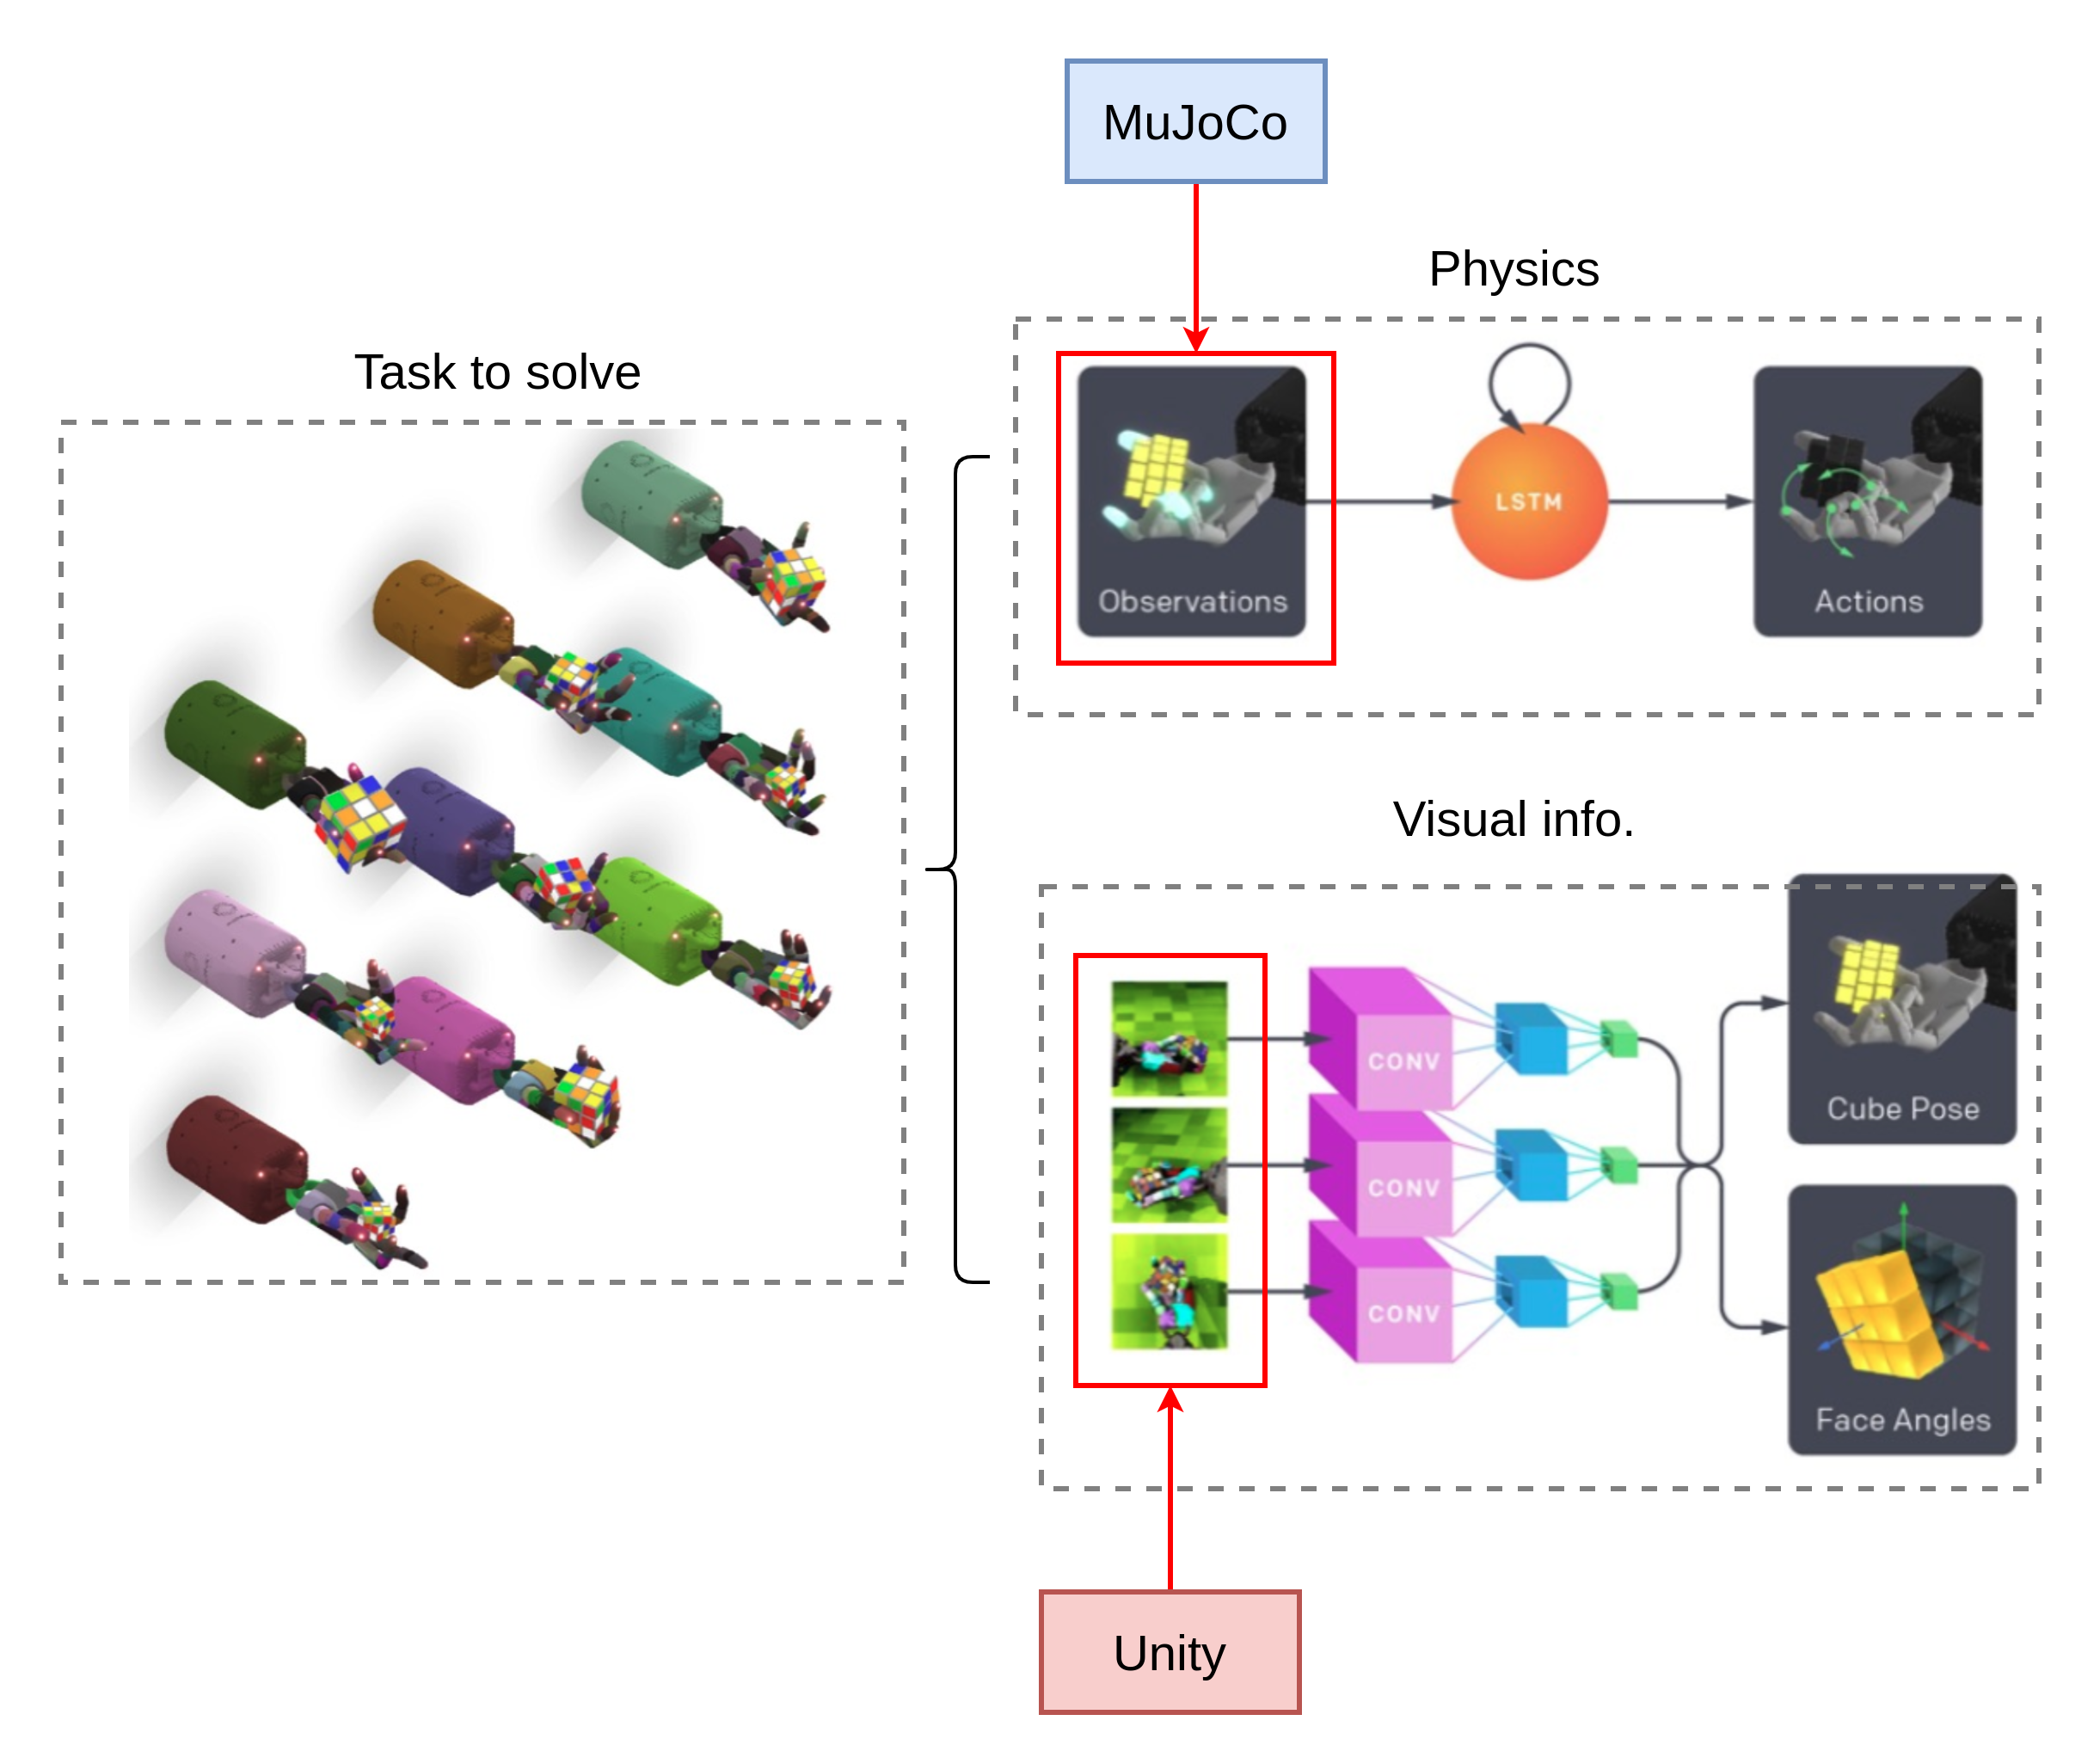 MuJoCo
Physics
Task to solve
LSTM
Observations
Actions
Visual info.
CONV
CONV
CONV
Cube Pose
Face Angles
Unity